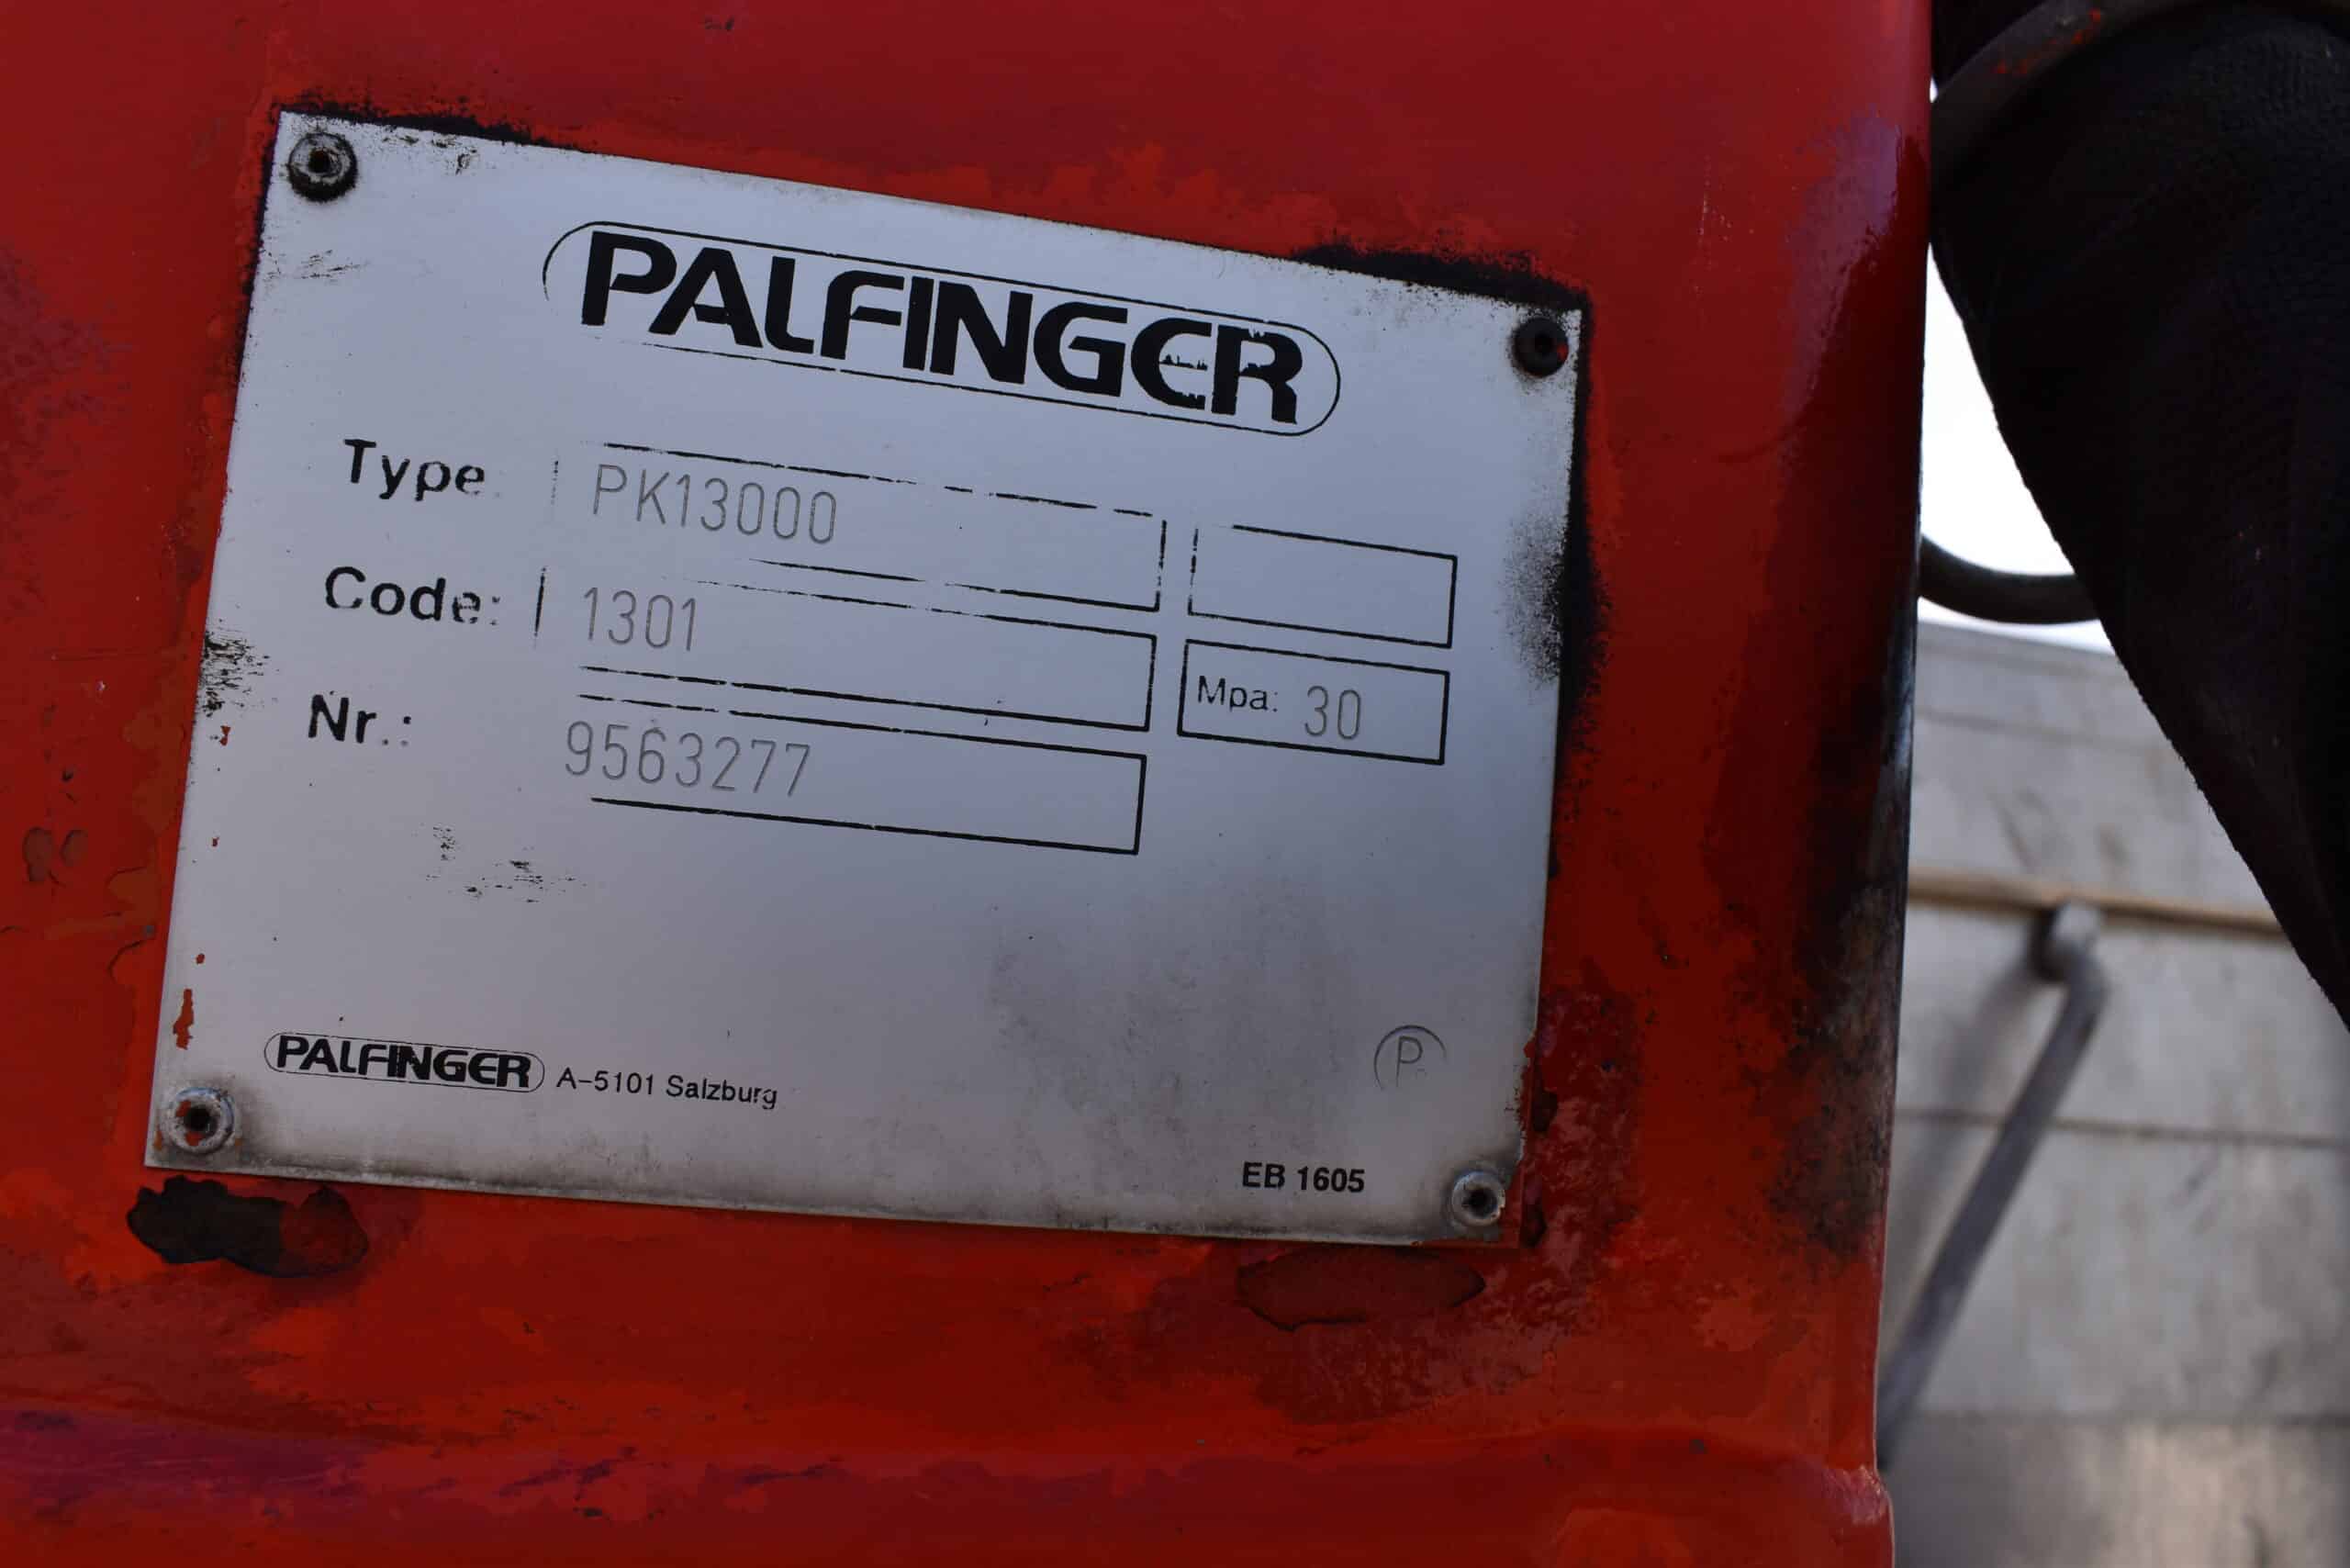 PALFINGER
Type: PK13000
Code: 1301
Mpa: 30
Nr.: 9563277
P
PALFINGER A-5101 Salzburg
EB 1605